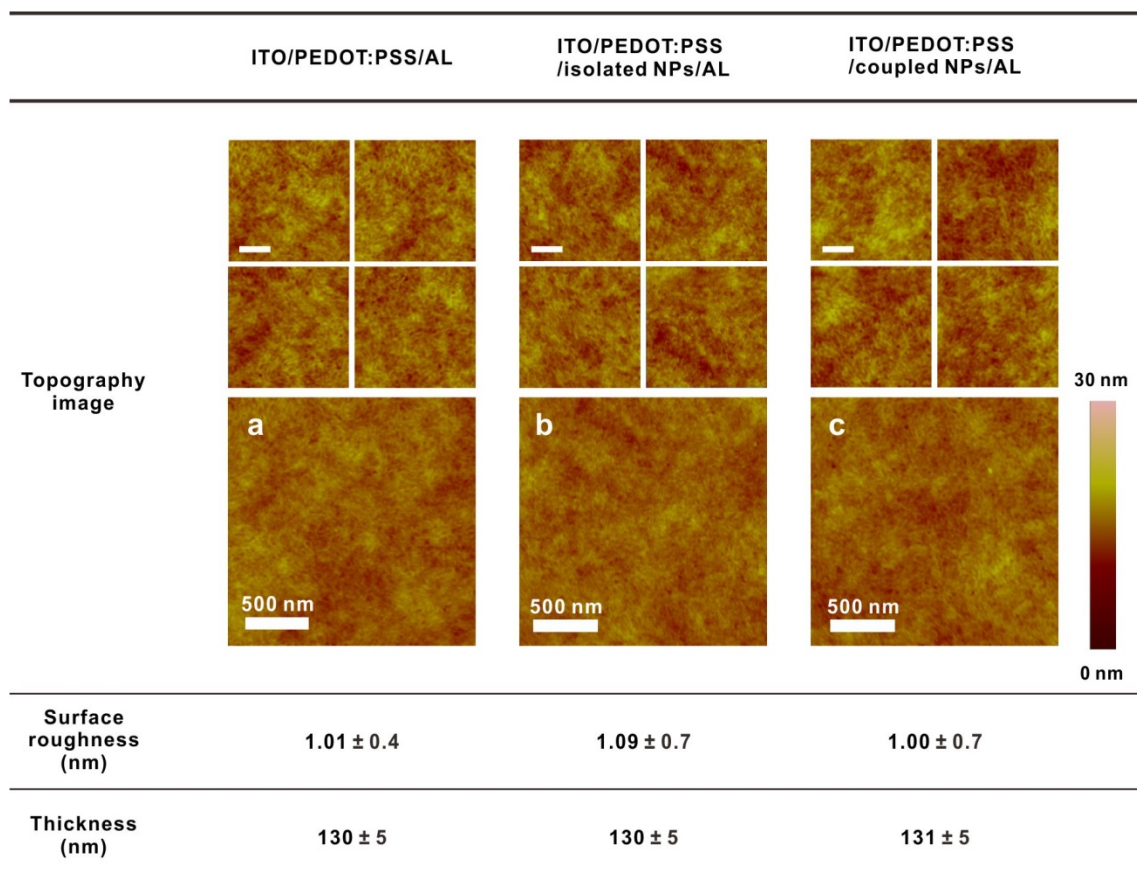 ITO/PEDOT:PSS/AL
ITO/PEDOT:PSS
/isolated NPs/AL
ITO/PEDOT:PSS
/coupled NPs/AL
Topography
image
a
500 nm
b
500 nm
c
500 nm
30 nm
0 nm
Surface
roughness
(nm)
1.01 ± 0.4
1.09 ± 0.7
1.00 ± 0.7
Thickness
(nm)
130 ± 5
130 ± 5
131 ± 5